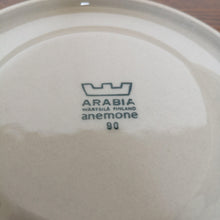 ARABIA
WÄRTSILÄ FINLAND
anemone
90